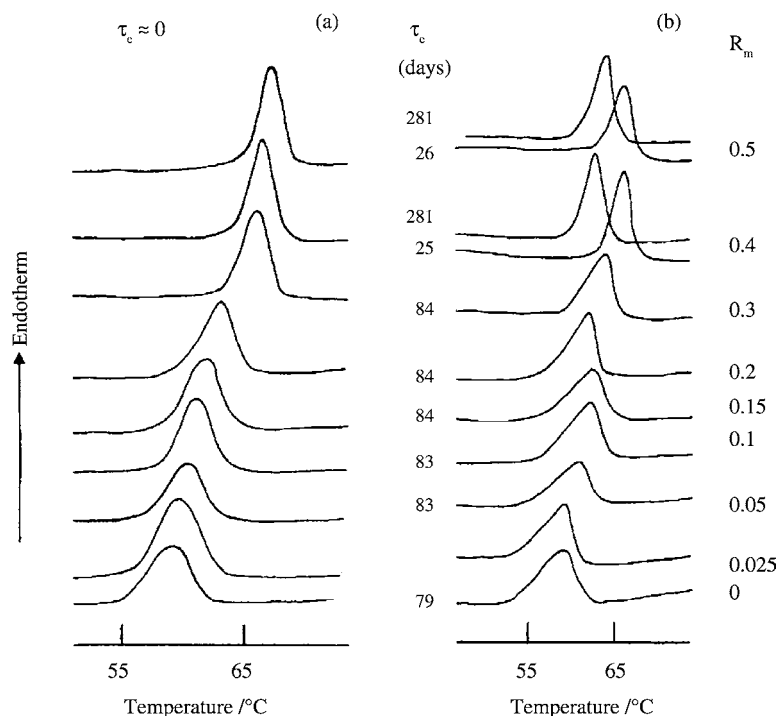 τc ≈ 0 (a)
τc (b) Rm
(days)
281
26 0.5
281
25 0.4
84 0.3
84 0.2
84 0.15
83 0.1
83 0.05
0.025
79 0
Endotherm
55 65
Temperature /°C
55 65
Temperature /°C